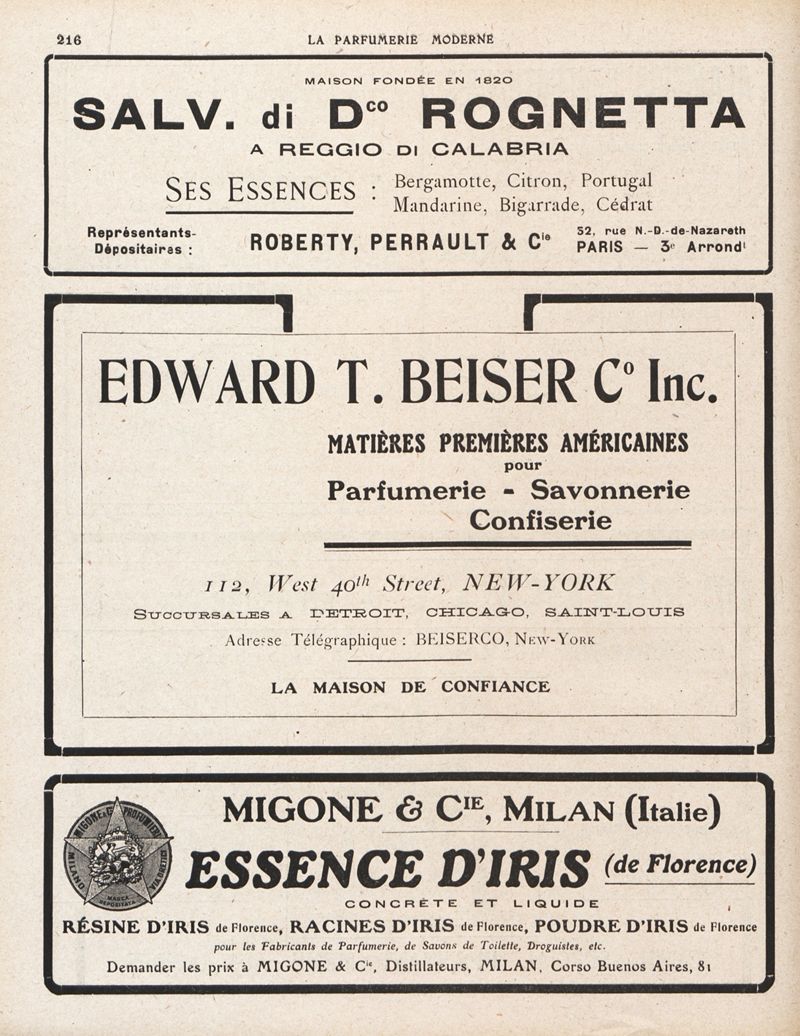 216
LA PARFUMERIE MODERNE
MAISON FONDÉE EN 1820
SALV. di Dco ROGNETTA
A REGGIO DI CALABRIA
SES ESSENCES :
Bergamotte, Citron, Portugal
Mandarine, Bigarrade, Cédrat
Représentants-
Dépositaires :
ROBERTY, PERRAULT & Cie
52, rue N.-D.-de-Nazareth
PARIS — 3e Arrondt
EDWARD T. BEISER Co Inc.
MATIÈRES PREMIÈRES AMÉRICAINES
pour
Parfumerie - Savonnerie
Confiserie
112, West 40th Street, NEW-YORK
SUCCURSALES A DETROIT, CHICAGO, SAINT-LOUIS
Adresse Télégraphique : BEISERCO, NEW-YORK
LA MAISON DE CONFIANCE
MIGONE & CIE, MILAN (Italie)
MIGONE & C. PROFUMIERI
MILANO
MARCA
DEPOSITATA
ESSENCE D'IRIS (de Florence)
CONCRÈTE ET LIQUIDE
RÉSINE D'IRIS de Florence, RACINES D'IRIS de Florence, POUDRE D'IRIS de Florence
pour les Fabricants de Parfumerie, de Savons de Toilette, Droguistes, etc.
Demander les prix à MIGONE & Cie, Distillateurs, MILAN, Corso Buenos Aires, 81